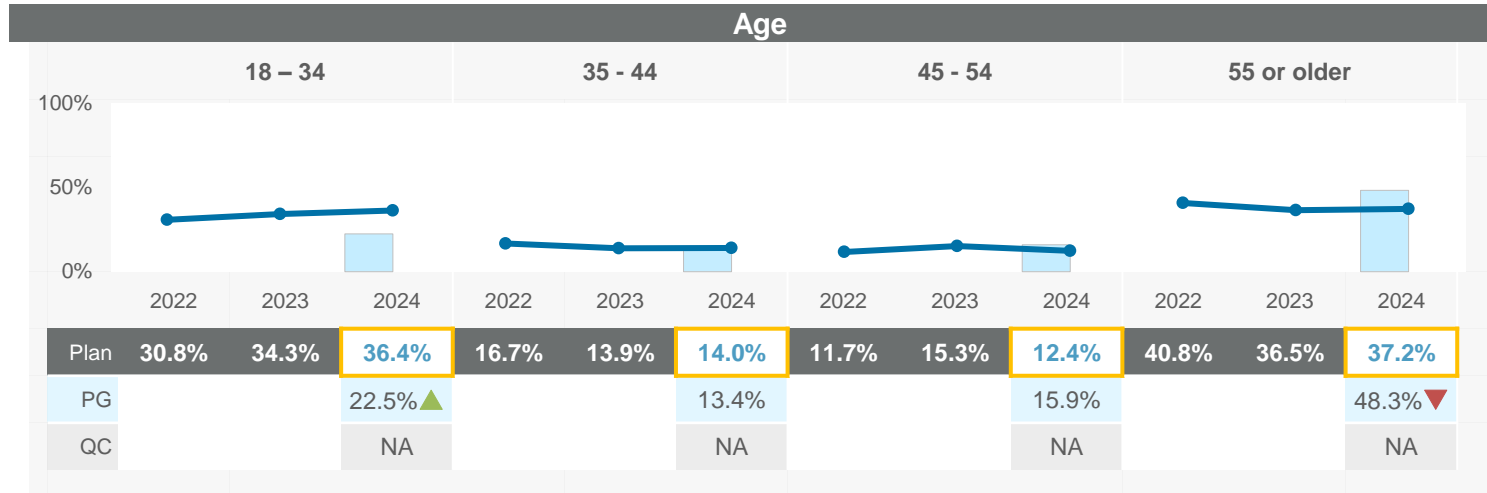 Age
18 – 34 35 - 44 45 - 54 55 or older
100%
50%
0%
2022 2023 2024 2022 2023 2024 2022 2023 2024 2022 2023 2024
Plan 30.8% 34.3% 36.4% 16.7% 13.9% 14.0% 11.7% 15.3% 12.4% 40.8% 36.5% 37.2%
PG 22.5% 13.4% 15.9% 48.3%
QC NA NA NA NA